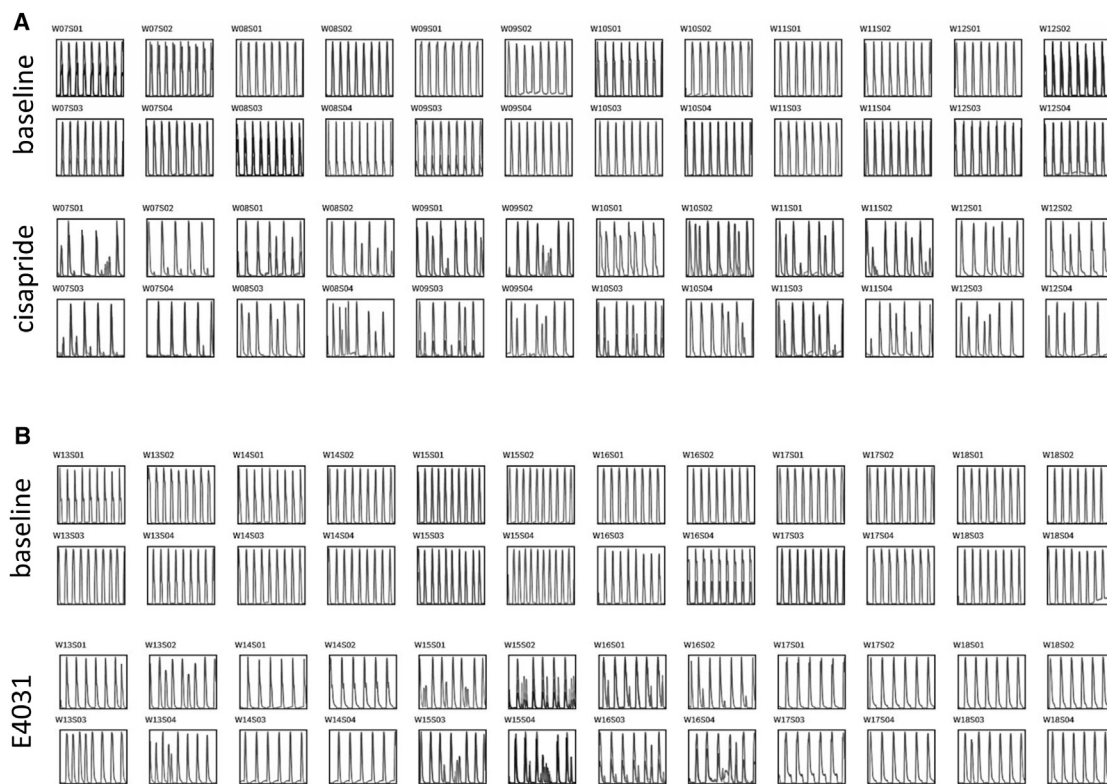 A
baseline
W07S01 W07S02 W08S01 W08S02 W09S01 W09S02 W10S01 W10S02 W11S01 W11S02 W12S01 W12S02
W07S03 W07S04 W08S03 W08S04 W09S03 W09S04 W10S03 W10S04 W11S03 W11S04 W12S03 W12S04
cisapride
W07S01 W07S02 W08S01 W08S02 W09S01 W09S02 W10S01 W10S02 W11S01 W11S02 W12S01 W12S02
W07S03 W07S04 W08S03 W08S04 W09S03 W09S04 W10S03 W10S04 W11S03 W11S04 W12S03 W12S04
B
baseline
W13S01 W13S02 W14S01 W14S02 W15S01 W15S02 W16S01 W16S02 W17S01 W17S02 W18S01 W18S02
W13S03 W13S04 W14S03 W14S04 W15S03 W15S04 W16S03 W16S04 W17S03 W17S04 W18S03 W18S04
E4031
W13S01 W13S02 W14S01 W14S02 W15S01 W15S02 W16S01 W16S02 W17S01 W17S02 W18S01 W18S02
W13S03 W13S04 W14S03 W14S04 W15S03 W15S04 W16S03 W16S04 W17S03 W17S04 W18S03 W18S04